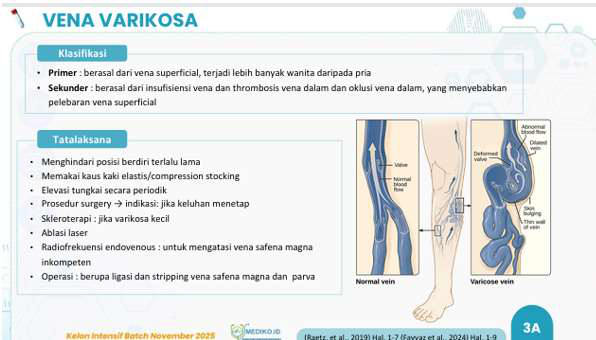 VENA VARIKOSA
Klasifikasi
• Primer : berasal dari vena superficial, terjadi lebih banyak wanita daripada pria
• Sekunder : berasal dari insufisiensi vena dan thrombosis vena dalam dan oklusi vena dalam, yang menyebabkan
pelebaran vena superficial
Tatalaksana
• Menghindari posisi berdiri terlalu lama
• Memakai kaus kaki elastis/compression stocking
• Elevasi tungkai secara periodik
• Prosedur surgery → indikasi: jika keluhan menetap
• Skleroterapi : jika varikosa kecil
• Ablasi laser
• Radiofrekuensi endovenous : untuk mengatasi vena safena magna
inkompeten
• Operasi : berupa ligasi dan stripping vena safena magna dan parva
Valve
Normal
blood
flow
Normal vein
Abnormal
blood flow
Dilated
vein
Deformed
valve
Skin
bulging
Thin wall
of vein
Varicose vein
Kelan Intensif Batch November 2025
MEDIKO.ID
(Raetz, et al., 2019) Hal. 1-7 (Fayyaz et al., 2024) Hal. 1-9
3A